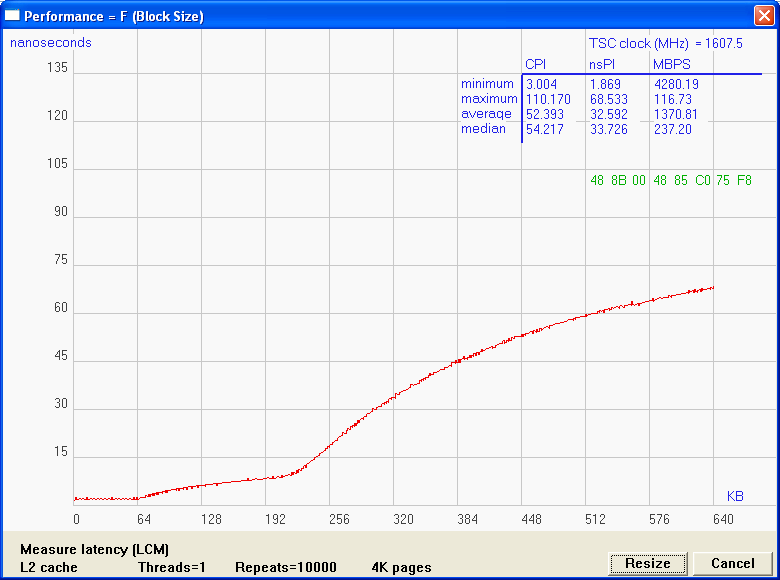 Performance = F (Block Size)
nanoseconds
TSC clock (MHz) = 1607.5
CPI nsPI MBPS
minimum 3.004 1.869 4280.19
maximum 110.170 68.533 116.73
average 52.393 32.592 1370.81
median 54.217 33.726 237.20
48 8B 00 48 85 C0 75 F8
135
120
105
90
75
60
45
30
15
KB
0 64 128 192 256 320 384 448 512 576 640
Measure latency (LCM)
L2 cache Threads=1 Repeats=10000 4K pages
Resize Cancel